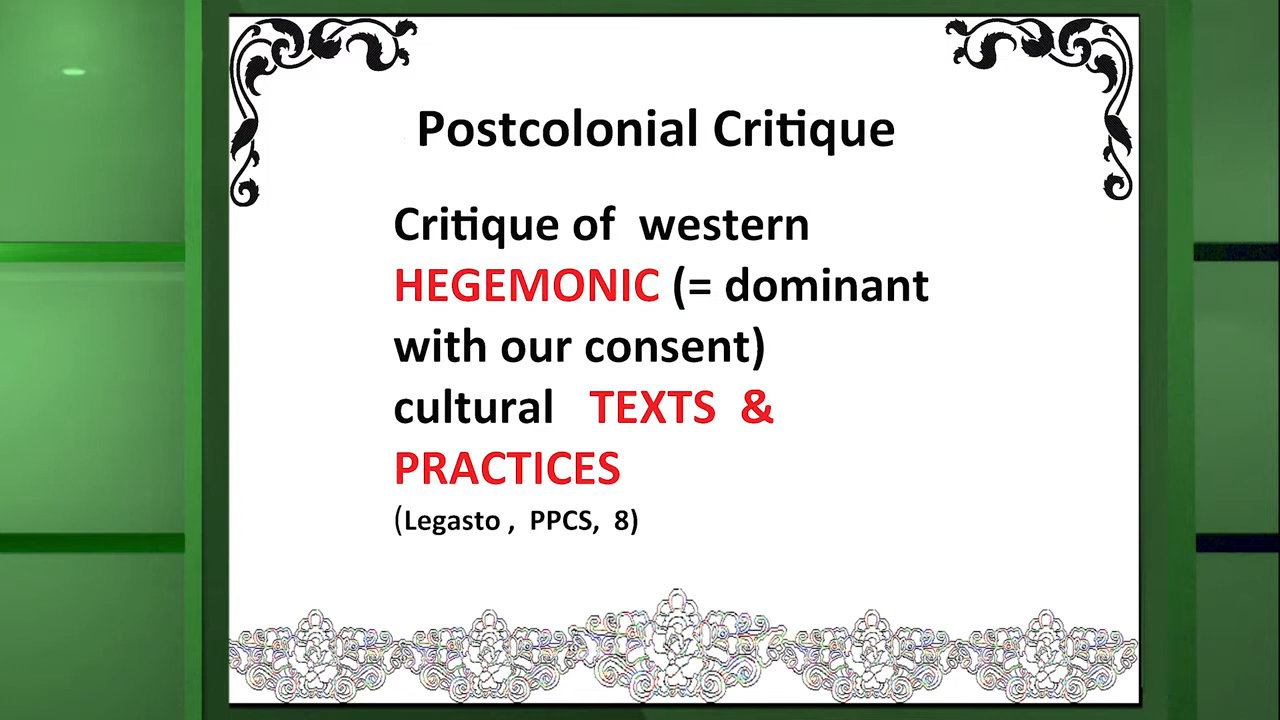 Postcolonial Critique
Critique of western
HEGEMONIC (= dominant
with our consent)
cultural TEXTS &
PRACTICES
(Legasto , PPCS, 8)